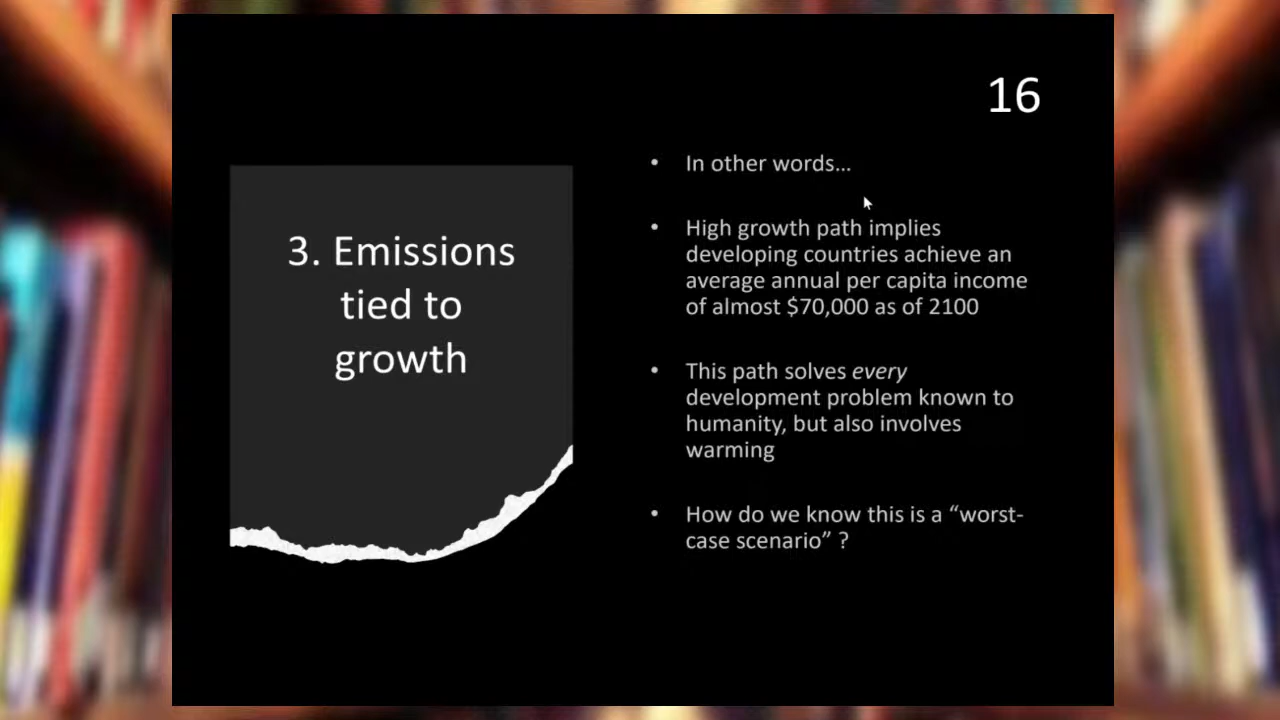 16
3. Emissions
tied to
growth
• In other words…
• High growth path implies
developing countries achieve an
average annual per capita income
of almost $70,000 as of 2100
• This path solves every
development problem known to
humanity, but also involves
warming
• How do we know this is a “worst-
case scenario” ?